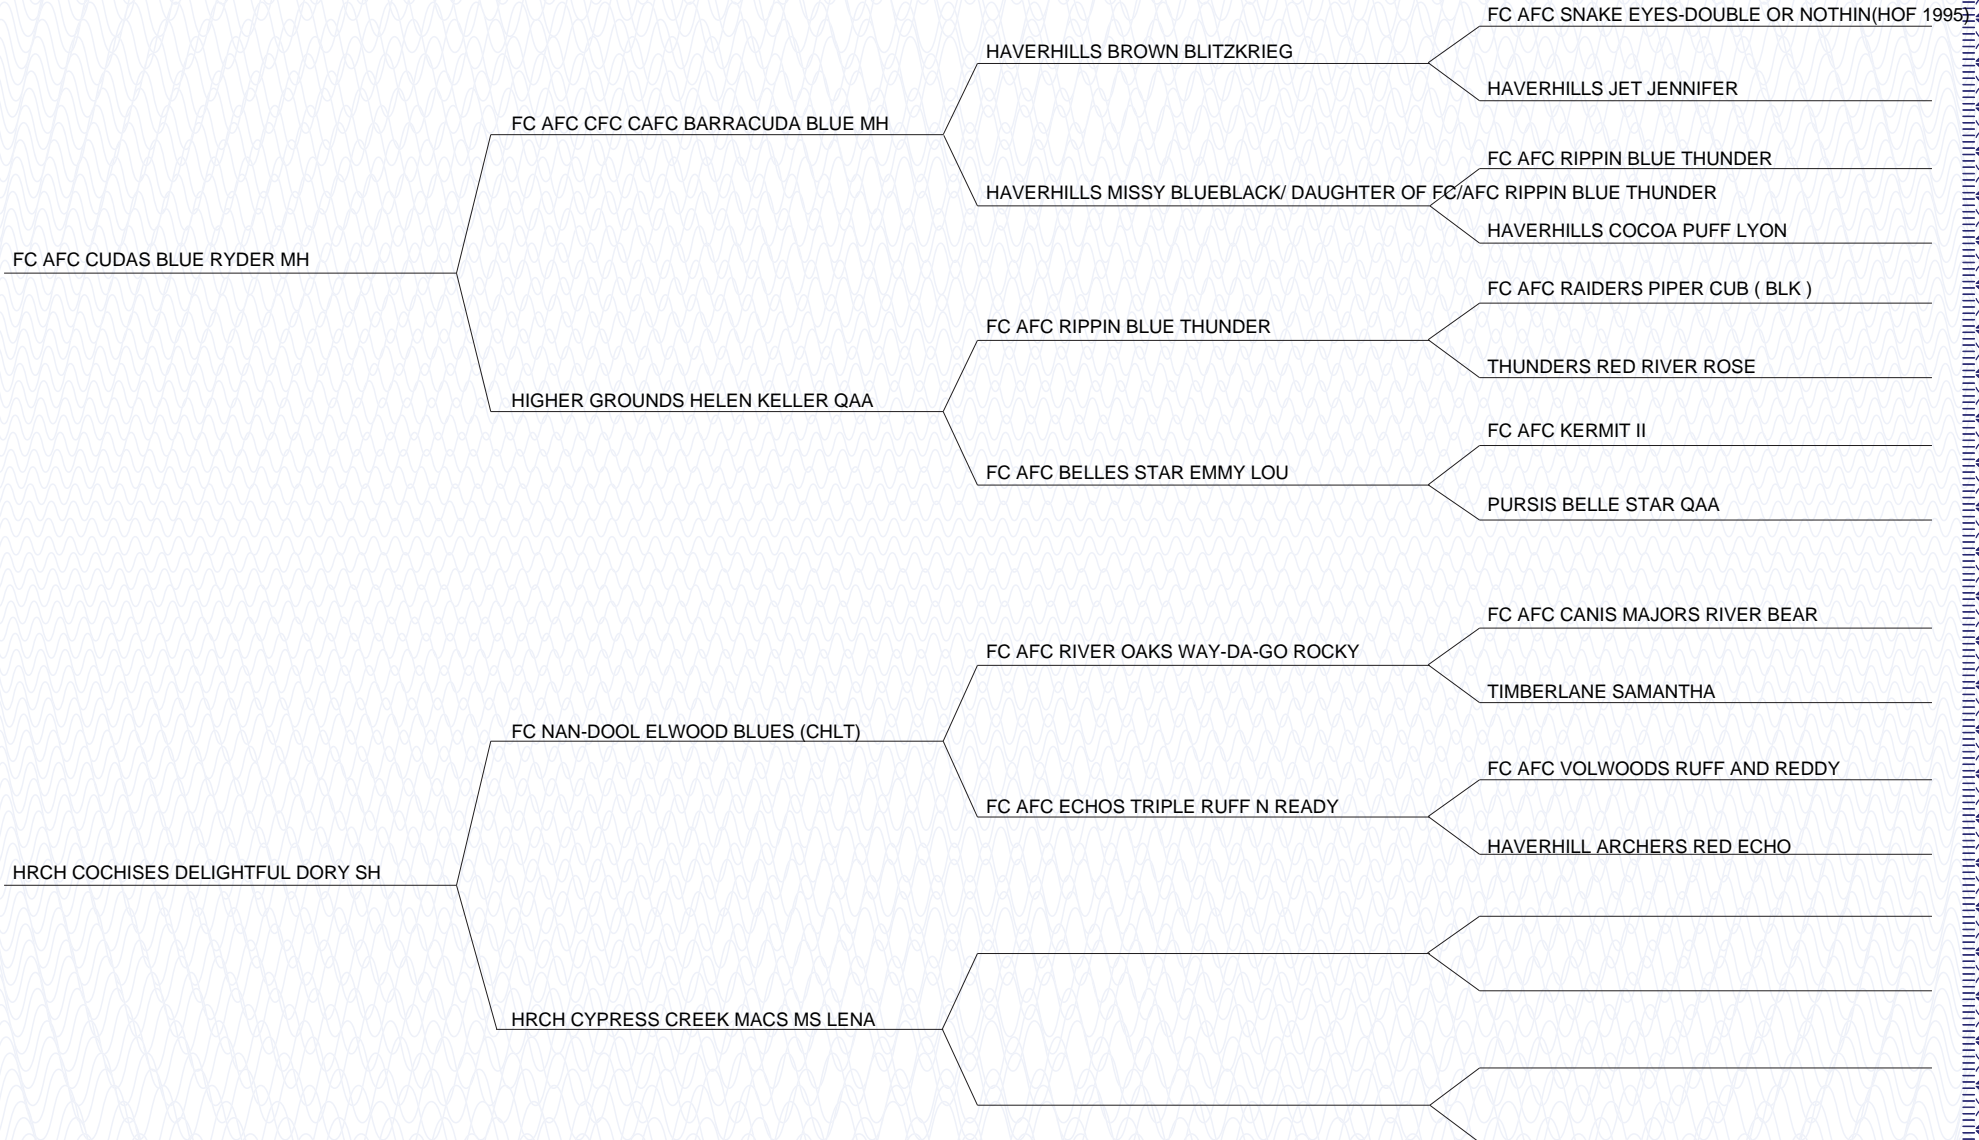 FC AFC SNAKE EYES-DOUBLE OR NOTHIN(HOF 1995)
HAVERHILLS BROWN BLITZKRIEG
HAVERHILLS JET JENNIFER
FC AFC CFC CAFC BARRACUDA BLUE MH
FC AFC RIPPIN BLUE THUNDER
HAVERHILLS MISSY BLUEBLACK/ DAUGHTER OF FC/AFC RIPPIN BLUE THUNDER
HAVERHILLS COCOA PUFF LYON
FC AFC CUDAS BLUE RYDER MH
FC AFC RAIDERS PIPER CUB ( BLK )
FC AFC RIPPIN BLUE THUNDER
THUNDERS RED RIVER ROSE
HIGHER GROUNDS HELEN KELLER QAA
FC AFC KERMIT II
FC AFC BELLES STAR EMMY LOU
PURSIS BELLE STAR QAA
FC AFC CANIS MAJORS RIVER BEAR
FC AFC RIVER OAKS WAY-DA-GO ROCKY
TIMBERLANE SAMANTHA
FC NAN-DOOL ELWOOD BLUES (CHLT)
FC AFC VOLWOODS RUFF AND REDDY
FC AFC ECHOS TRIPLE RUFF N READY
HAVERHILL ARCHERS RED ECHO
HRCH COCHISES DELIGHTFUL DORY SH
HRCH CYPRESS CREEK MACS MS LENA